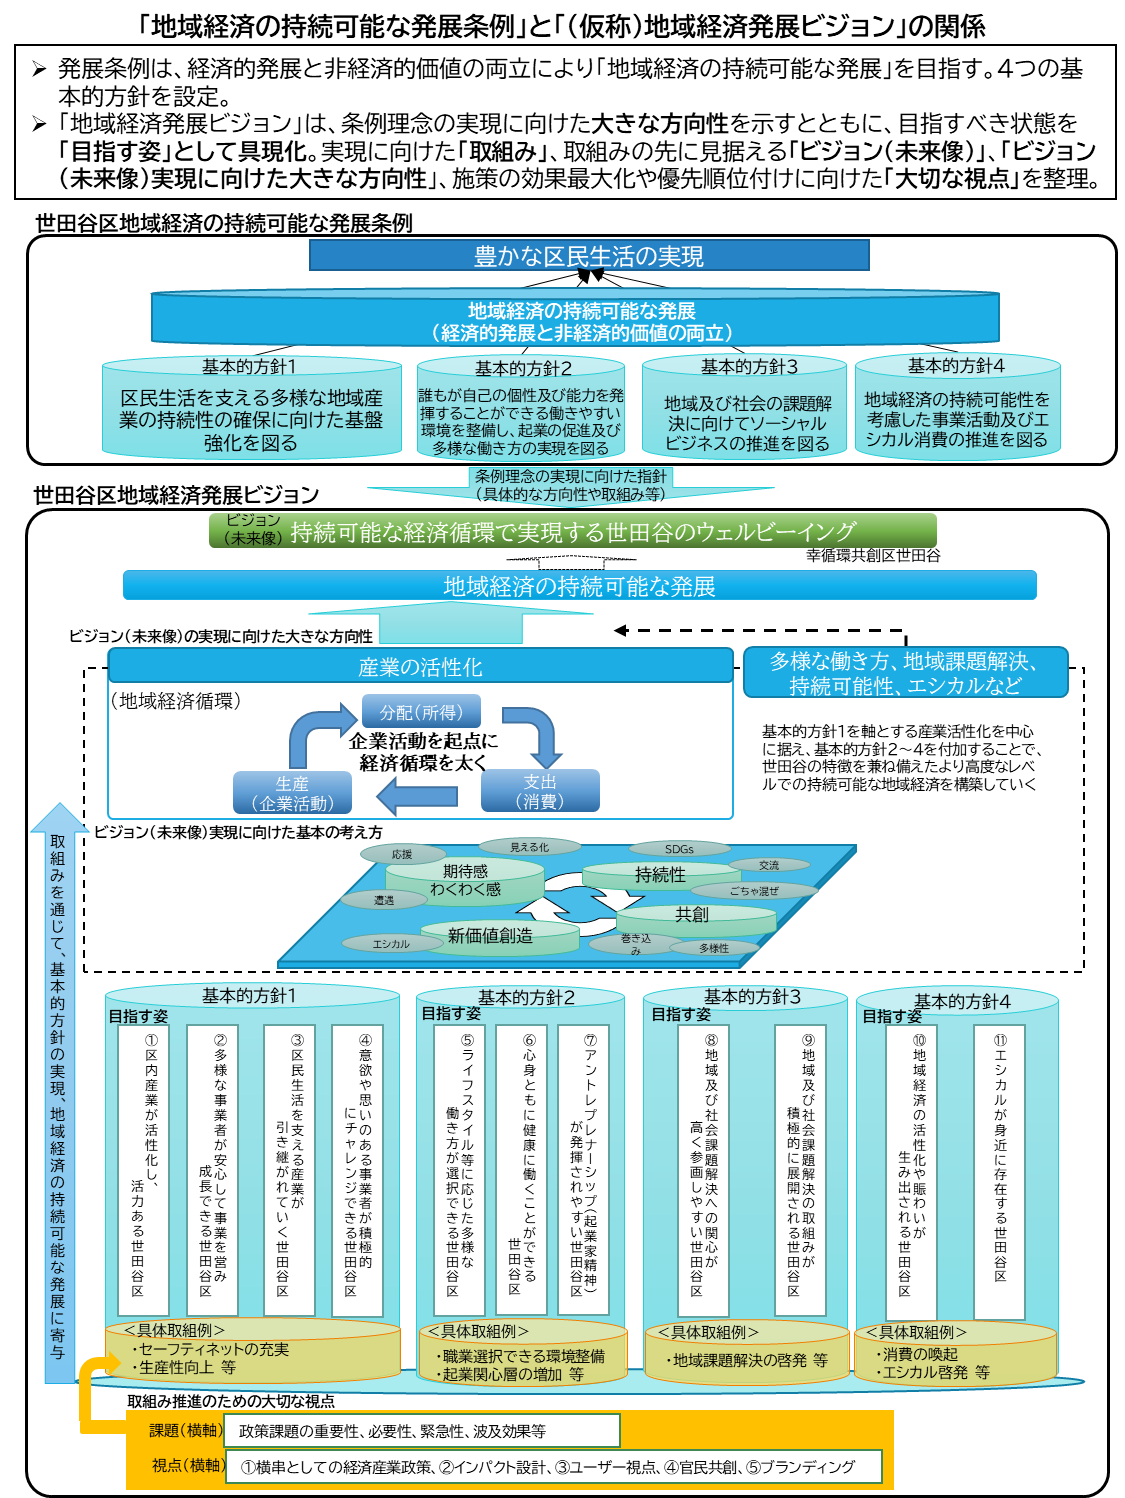 「地域経済の持続可能な発展条例」と「（仮称）地域経済発展ビジョン」の関係
➢ 発展条例は、経済的発展と非経済的価値の両立により「地域経済の持続可能な発展」を目指す。４つの基
本的方針を設定。
➢ 「地域経済発展ビジョン」は、条例理念の実現に向けた大きな方向性を示すとともに、目指すべき状態を
「目指す姿」として具現化。実現に向けた「取組み」、取組みの先に見据える「ビジョン（未来像）」、「ビジョン
（未来像）実現に向けた大きな方向性」、施策の効果最大化や優先順位付けに向けた「大切な視点」を整理。
世田谷区地域経済の持続可能な発展条例
豊かな区民生活の実現
地域経済の持続可能な発展
（経済的発展と非経済的価値の両立）
基本的方針１
区民生活を支える多様な地域産
業の持続性の確保に向けた基盤
強化を図る
基本的方針２
誰もが自己の個性及び能力を発
揮することができる働きやすい
環境を整備し、起業の促進及び
多様な働き方の実現を図る
基本的方針３
地域及び社会の課題解
決に向けてソーシャル
ビジネスの推進を図る
基本的方針４
地域経済の持続可能性を
考慮した事業活動及びエ
シカル消費の推進を図る
条例理念の実現に向けた指針
（具体的な方向性や取組み等）
世田谷区地域経済発展ビジョン
ビジョン
（未来像）
持続可能な経済循環で実現する世田谷のウェルビーイング
幸循環共創区世田谷
地域経済の持続可能な発展
ビジョン（未来像）の実現に向けた大きな方向性
産業の活性化
（地域経済循環）
分配（所得）
企業活動を起点に
経済循環を太く
生産
（企業活動）
支出
（消費）
多様な働き方、地域課題解決、
持続可能性、エシカルなど
基本的方針１を軸とする産業活性化を中心
に据え、基本的方針２～４を付加することで、
世田谷の特徴を兼ね備えたより高度なレベ
ルでの持続可能な地域経済を構築していく
ビジョン（未来像）実現に向けた基本の考え方
応援
見える化
SDGs
交流
期待感
わくわく感
持続性
ごちゃ混ぜ
遭遇
共創
新価値創造
エシカル
巻き込
み
多様性
取組みを通じて、基本的方針の実現、地域経済の持続可能な発展に寄与
基本的方針１
目指す姿
①区内産業が活性化し、
活力ある世田谷区
②多様な事業者が安心して事業を営み
成長できる世田谷区
③区民生活を支える産業が
引き継がれていく世田谷区
④意欲や思いのある事業者が積極的
にチャレンジできる世田谷区
＜具体取組例＞
・セーフティネットの充実
・生産性向上 等
基本的方針２
目指す姿
⑤ライフスタイル等に応じた多様な
働き方が選択できる世田谷区
⑥心身ともに健康に働くことができる
世田谷区
⑦アントレプレナーシップ（起業家精神）
が発揮されやすい世田谷区
＜具体取組例＞
・職業選択できる環境整備
・起業関心層の増加 等
基本的方針３
目指す姿
⑧地域及び社会課題解決への関心が
高く参画しやすい世田谷区
⑨地域及び社会課題解決の取組みが
積極的に展開される世田谷区
＜具体取組例＞
・地域課題解決の啓発 等
基本的方針４
目指す姿
⑩地域経済の活性化や賑わいが
生み出される世田谷区
⑪エシカルが身近に存在する世田谷区
＜具体取組例＞
・消費の喚起
・エシカル啓発 等
取組み推進のための大切な視点
課題（横軸）
政策課題の重要性、必要性、緊急性、波及効果等
視点（横軸）
①横串としての経済産業政策、②インパクト設計、③ユーザー視点、④官民共創、⑤ブランディング